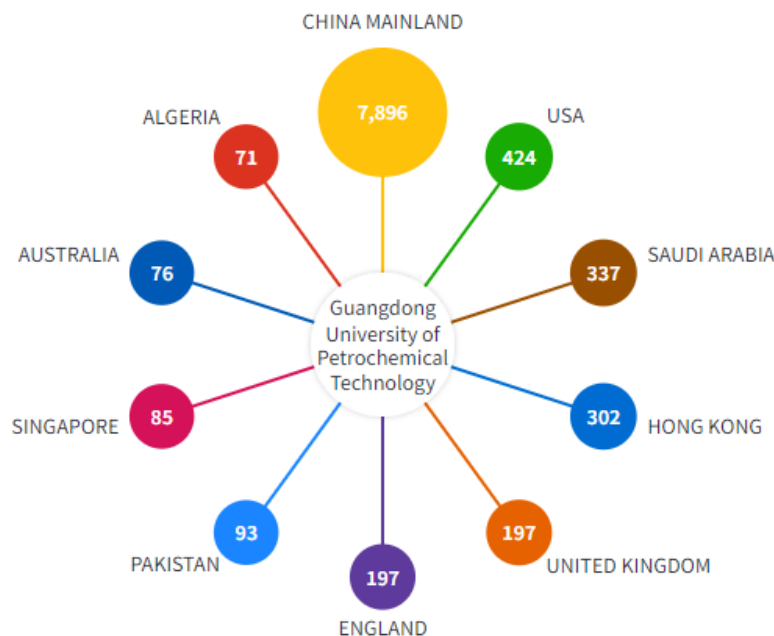 CHINA MAINLAND
7,896
ALGERIA
71
USA
424
AUSTRALIA
76
SAUDI ARABIA
337
Guangdong
University of
Petrochemical
Technology
SINGAPORE
85
HONG KONG
302
PAKISTAN
93
UNITED KINGDOM
197
ENGLAND
197